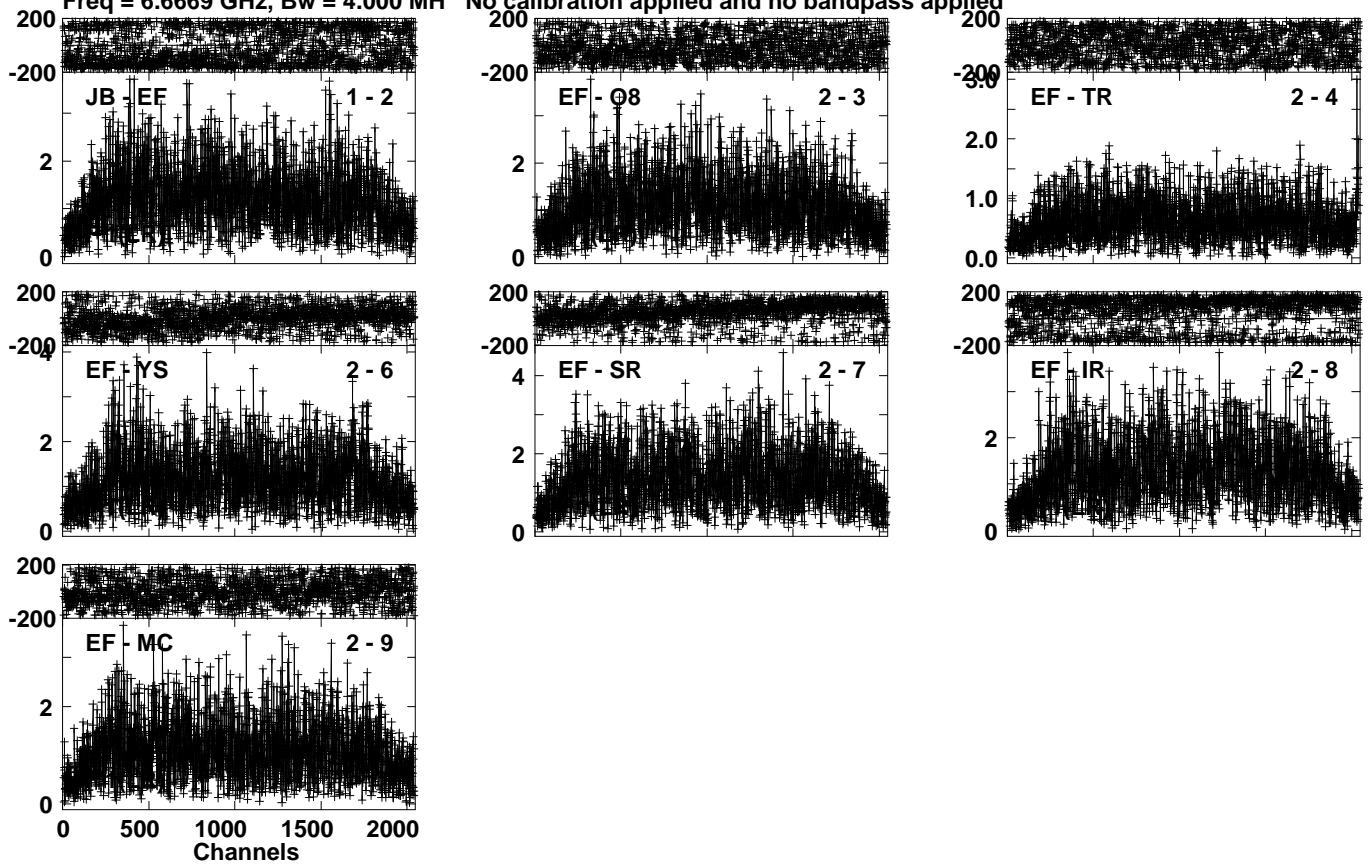 Freq = 6.6669 GHz, Bw = 4.000 MH No calibration applied and no bandpass applied
200 200 200
-200 -200 -200
JB - EF 1 - 2 EF - O8 2 - 3 3.0 EF - TR 2 - 4
2 2 2.0
1.0
0 0 0.0
200 200 200
-200 -200 -200
4 EF - YS 2 - 6 4 EF - SR 2 - 7 EF - IR 2 - 8
2 2 2
0 0 0
200
-200
EF - MC 2 - 9
2
0
0 500 1000 1500 2000
Channels